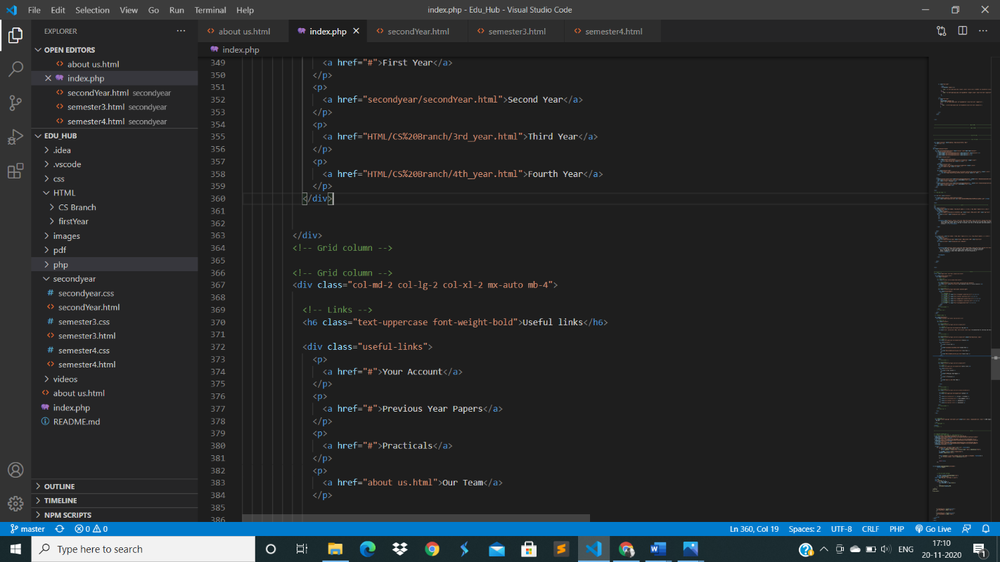 File Edit Selection View Go Run Terminal Help
index.php - Edu_Hub - Visual Studio Code
EXPLORER
OPEN EDITORS
about us.html
index.php
secondYear.html secondyear
semester3.html secondyear
semester4.html secondyear
EDU_HUB
.idea
.vscode
css
HTML
CS Branch
firstYear
images
pdf
php
secondyear
secondyear.css
secondYear.html
semester3.css
semester3.html
semester4.css
semester4.html
videos
about us.html
index.php
README.md
OUTLINE
TIMELINE
NPM SCRIPTS
about us.html index.php secondYear.html semester3.html semester4.html
index.php
349 <a href="#">First Year</a>
350 </p>
351 <p>
352 <a href="secondyear/secondYear.html">Second Year</a>
353 </p>
354 <p>
355 <a href="HTML/CS%20Branch/3rd_year.html">Third Year</a>
356 </p>
357 <p>
358 <a href="HTML/CS%20Branch/4th_year.html">Fourth Year</a>
359 </p>
360 </div>
361
362
363 </div>
364 <!-- Grid column -->
365
366 <!-- Grid column -->
367 <div class="col-md-2 col-lg-2 col-xl-2 mx-auto mb-4">
368
369 <!-- Links -->
370 <h6 class="text-uppercase font-weight-bold">Useful links</h6>
371
372 <div class="useful-links">
373 <p>
374 <a href="#">Your Account</a>
375 </p>
376 <p>
377 <a href="#">Previous Year Papers</a>
378 </p>
379 <p>
380 <a href="#">Practicals</a>
381 </p>
382 <p>
383 <a href="about us.html">Our Team</a>
384 </p>
385
386
master 0 0 Ln 360, Col 19 Spaces: 2 UTF-8 CRLF PHP Go Live
Type here to search
ENG
17:10
20-11-2020
1